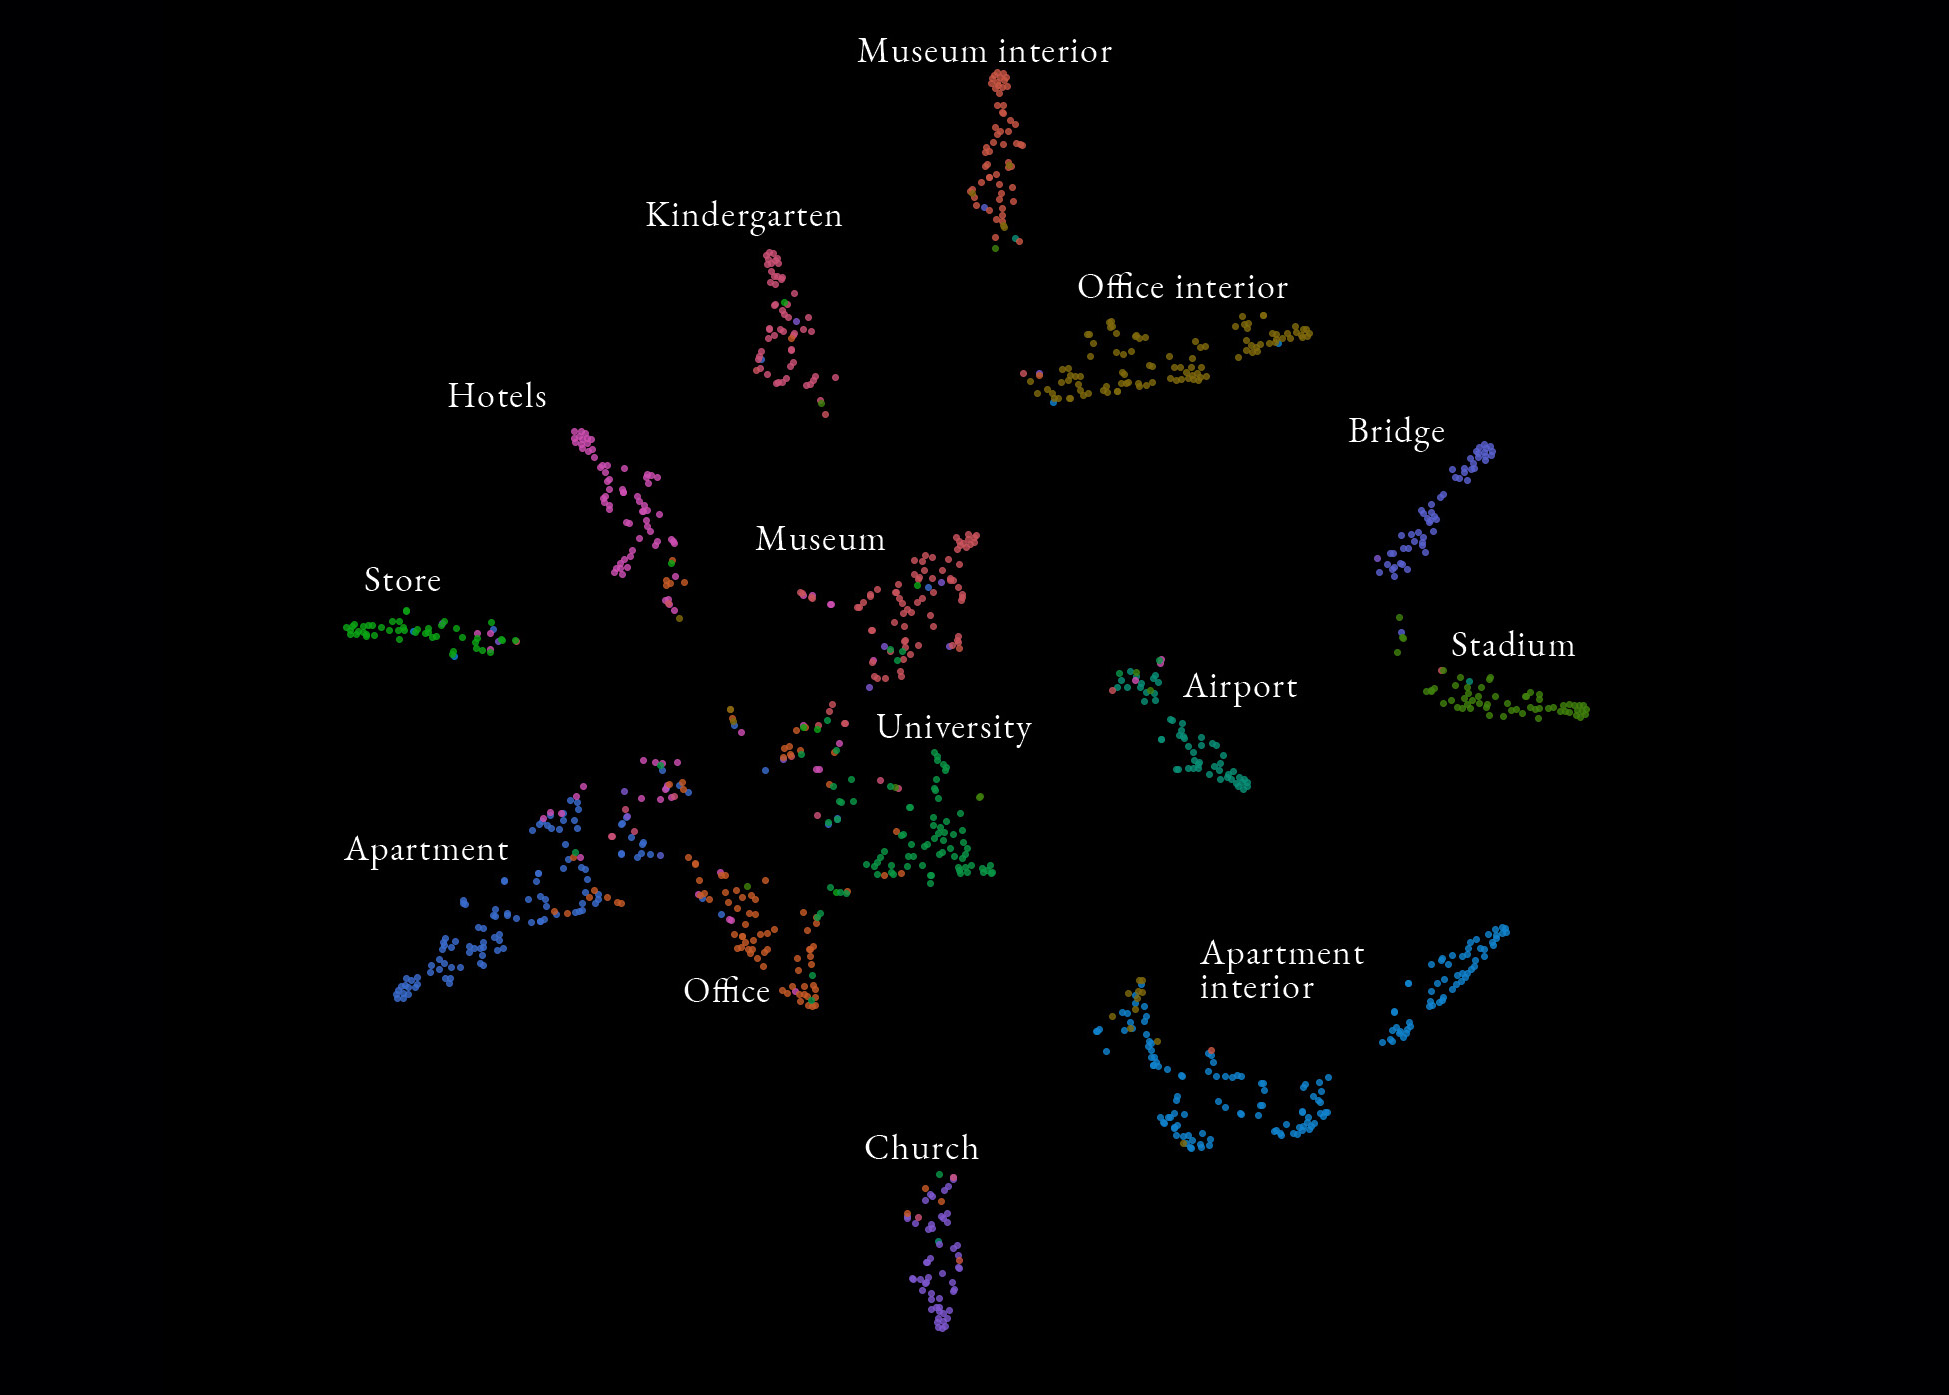 Museum interior
Kindergarten
Office interior
Hotels
Bridge
Museum
Store
Stadium
Airport
University
Apartment
Office
Apartment
interior
Church